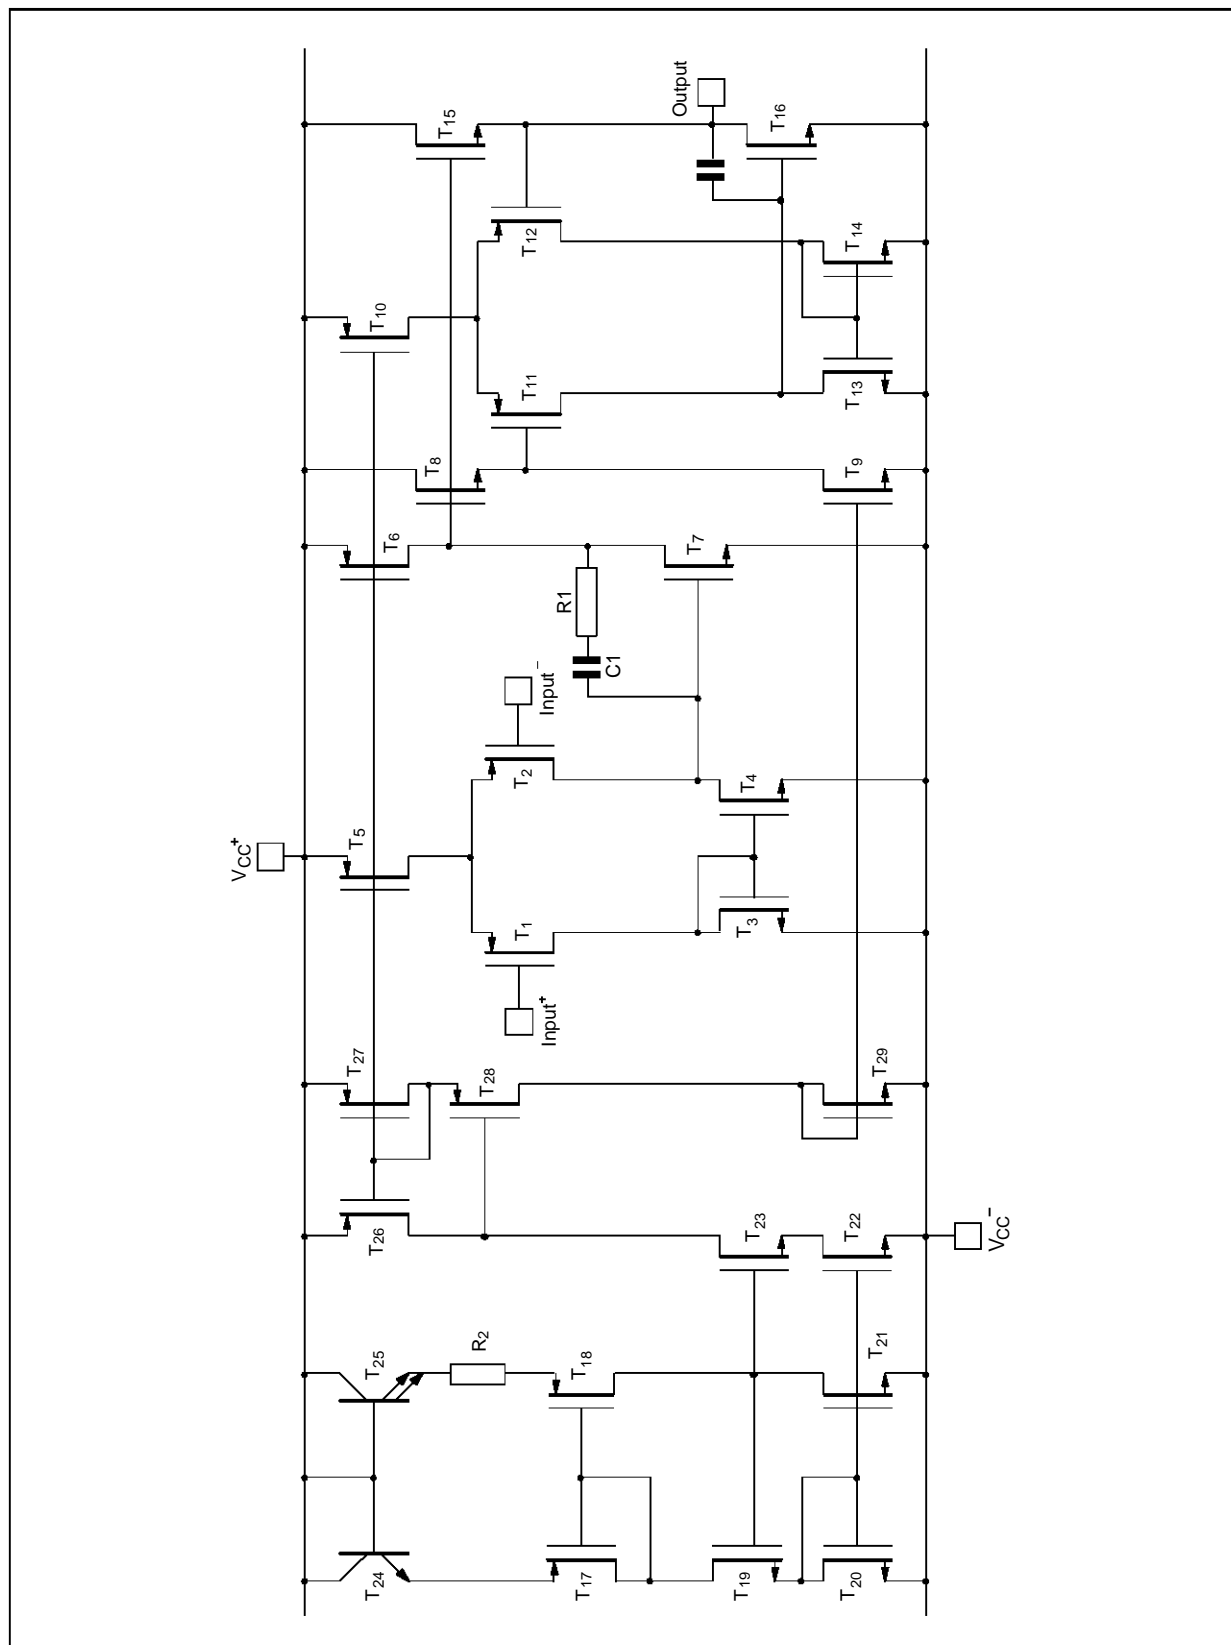 T24
T25
R2
T17
T18
T19
T20
T21
T26
T23
T22
VCC-
T27
T28
T29
Input+
T1
T3
VCC+
T5
T2
T4
Input-
C1
R1
T6
T7
T8
T9
T11
T13
T10
T12
T14
T15
Output
T16